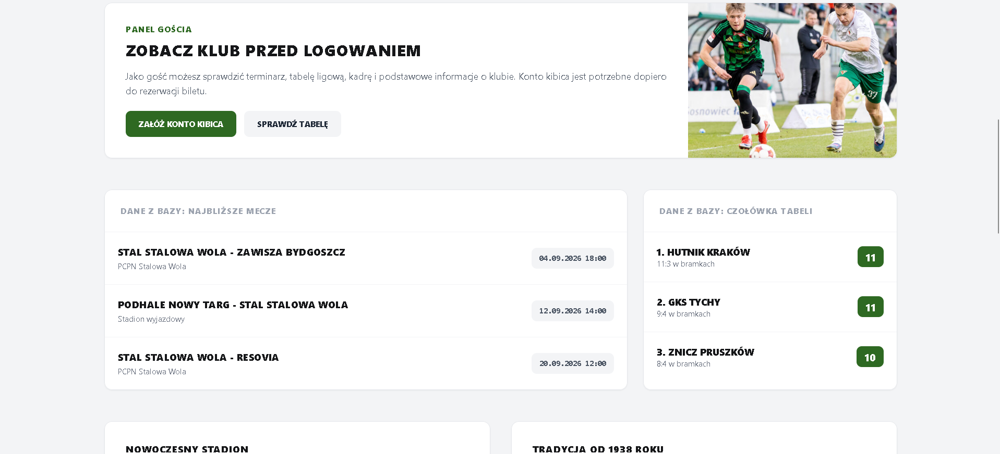 PANEL GOŚCIA
ZOBACZ KLUB PRZED LOGOWANIEM
Jako gość możesz sprawdzić terminarz, tabelę ligową, kadrę i podstawowe informacje o klubie. Konto kibica jest potrzebne dopiero
do rezerwacji biletu.
ZAŁÓŻ KONTO KIBICA
SPRAWDŹ TABELĘ
37
osnowiec
DANE Z BAZY: NAJBLIŻSZE MECZE
STAL STALOWA WOLA - ZAWISZA BYDGOSZCZ
PCPN Stalowa Wola
04.09.2026 18:00
PODHALE NOWY TARG - STAL STALOWA WOLA
Stadion wyjazdowy
12.09.2026 14:00
STAL STALOWA WOLA - RESOVIA
PCPN Stalowa Wola
20.09.2026 12:00
DANE Z BAZY: CZOŁÓWKA TABELI
1. HUTNIK KRAKÓW
11:3 w bramkach
11
2. GKS TYCHY
9:4 w bramkach
11
3. ZNICZ PRUSZKÓW
8:4 w bramkach
10
NOWOCZESNY STADION
TRADYCJA OD 1938 ROKU